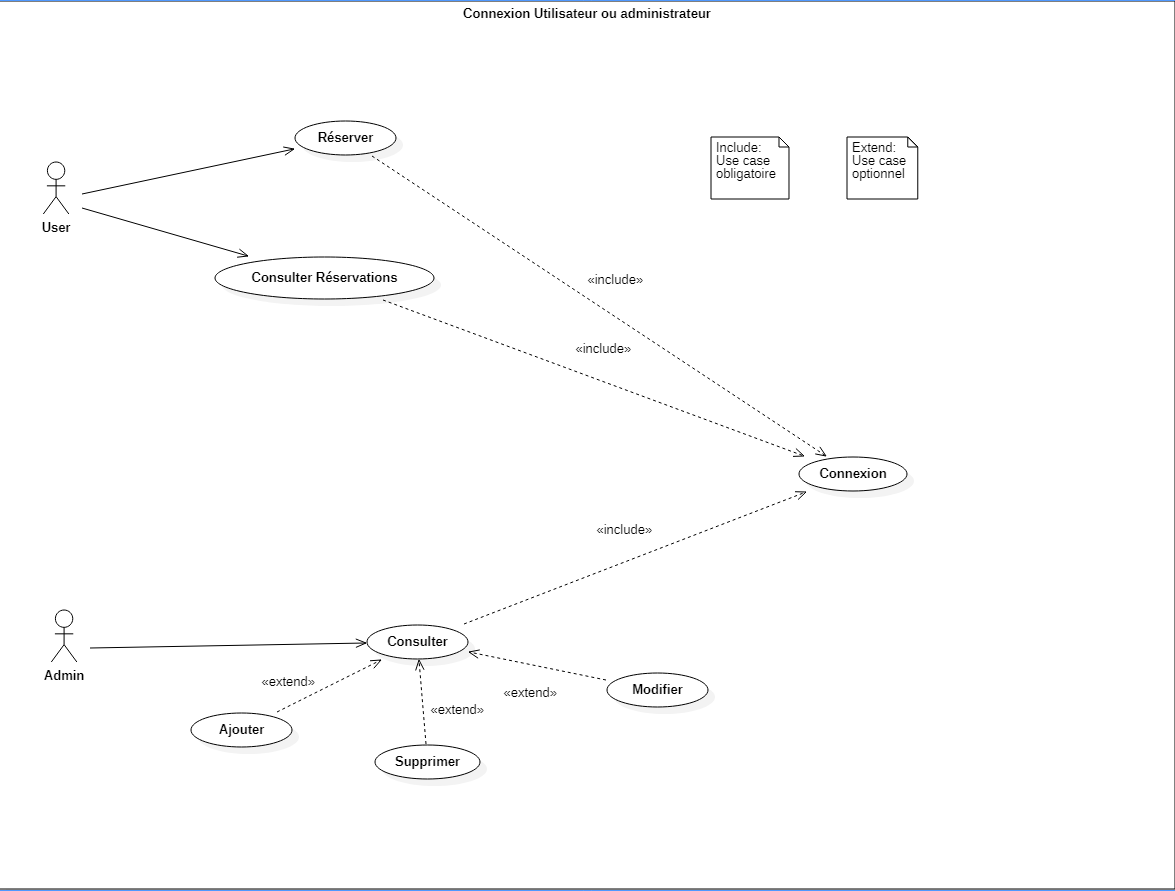 Connexion Utilisateur ou administrateur
Réserver
Include:
Use case
obligatoire
Extend:
Use case
optionnel
User
Consulter Réservations
«include»
«include»
Connexion
«include»
Admin
Consulter
«extend»
«extend»
«extend»
Modifier
Ajouter
Supprimer